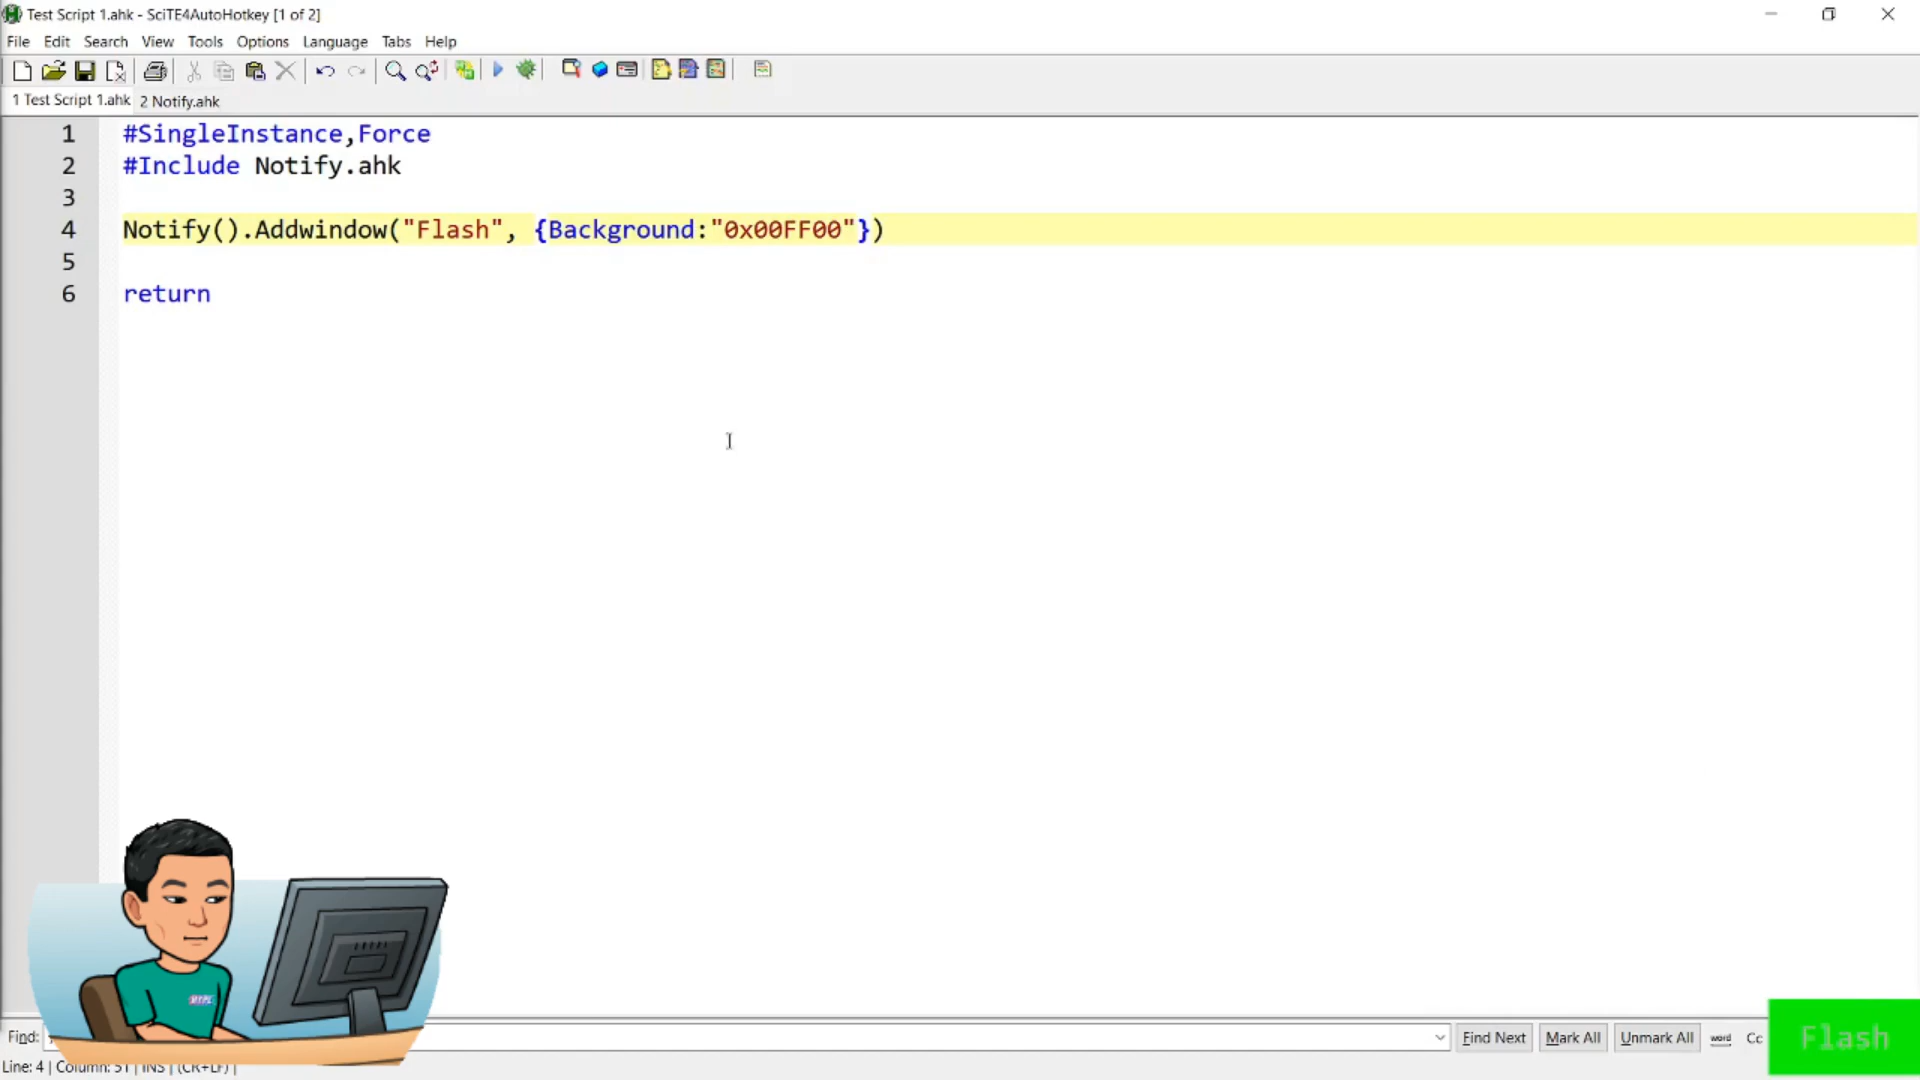 Test Script 1.ahk - SciTE4AutoHotkey [1 of 2]
File Edit Search View Tools Options Language Tabs Help
1 Test Script 1.ahk 2 Notify.ahk
1 #SingleInstance,Force
2 #Include Notify.ahk
3
4 Notify().Addwindow("Flash", {Background:"0x00FF00"})
5
6 return
MYPL
Find: Find Next Mark All Unmark All word Cc
Flash
Line: 4 | Column: 51 | INS | (CR+LF) |